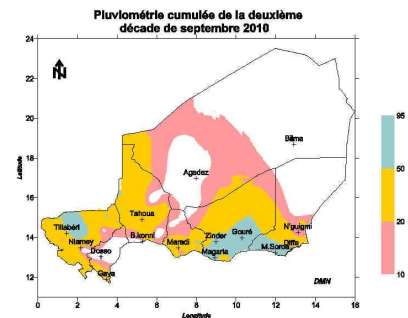 Pluviométrie cumulée de la deuxième
décade de septembre 2010
24
22
20
18
16
14
12
Latitude
N
Bilma
Agadez
Tahoua
Tillabéri
Niamey
Dosso
B.konni
Maradi
Zinder
Gouré
N'guigmi
Diffa
Magaria
M.Soroa
Gaya
DMN
0 2 4 6 8 10 12 14 16
Longitude
95
50
20
10